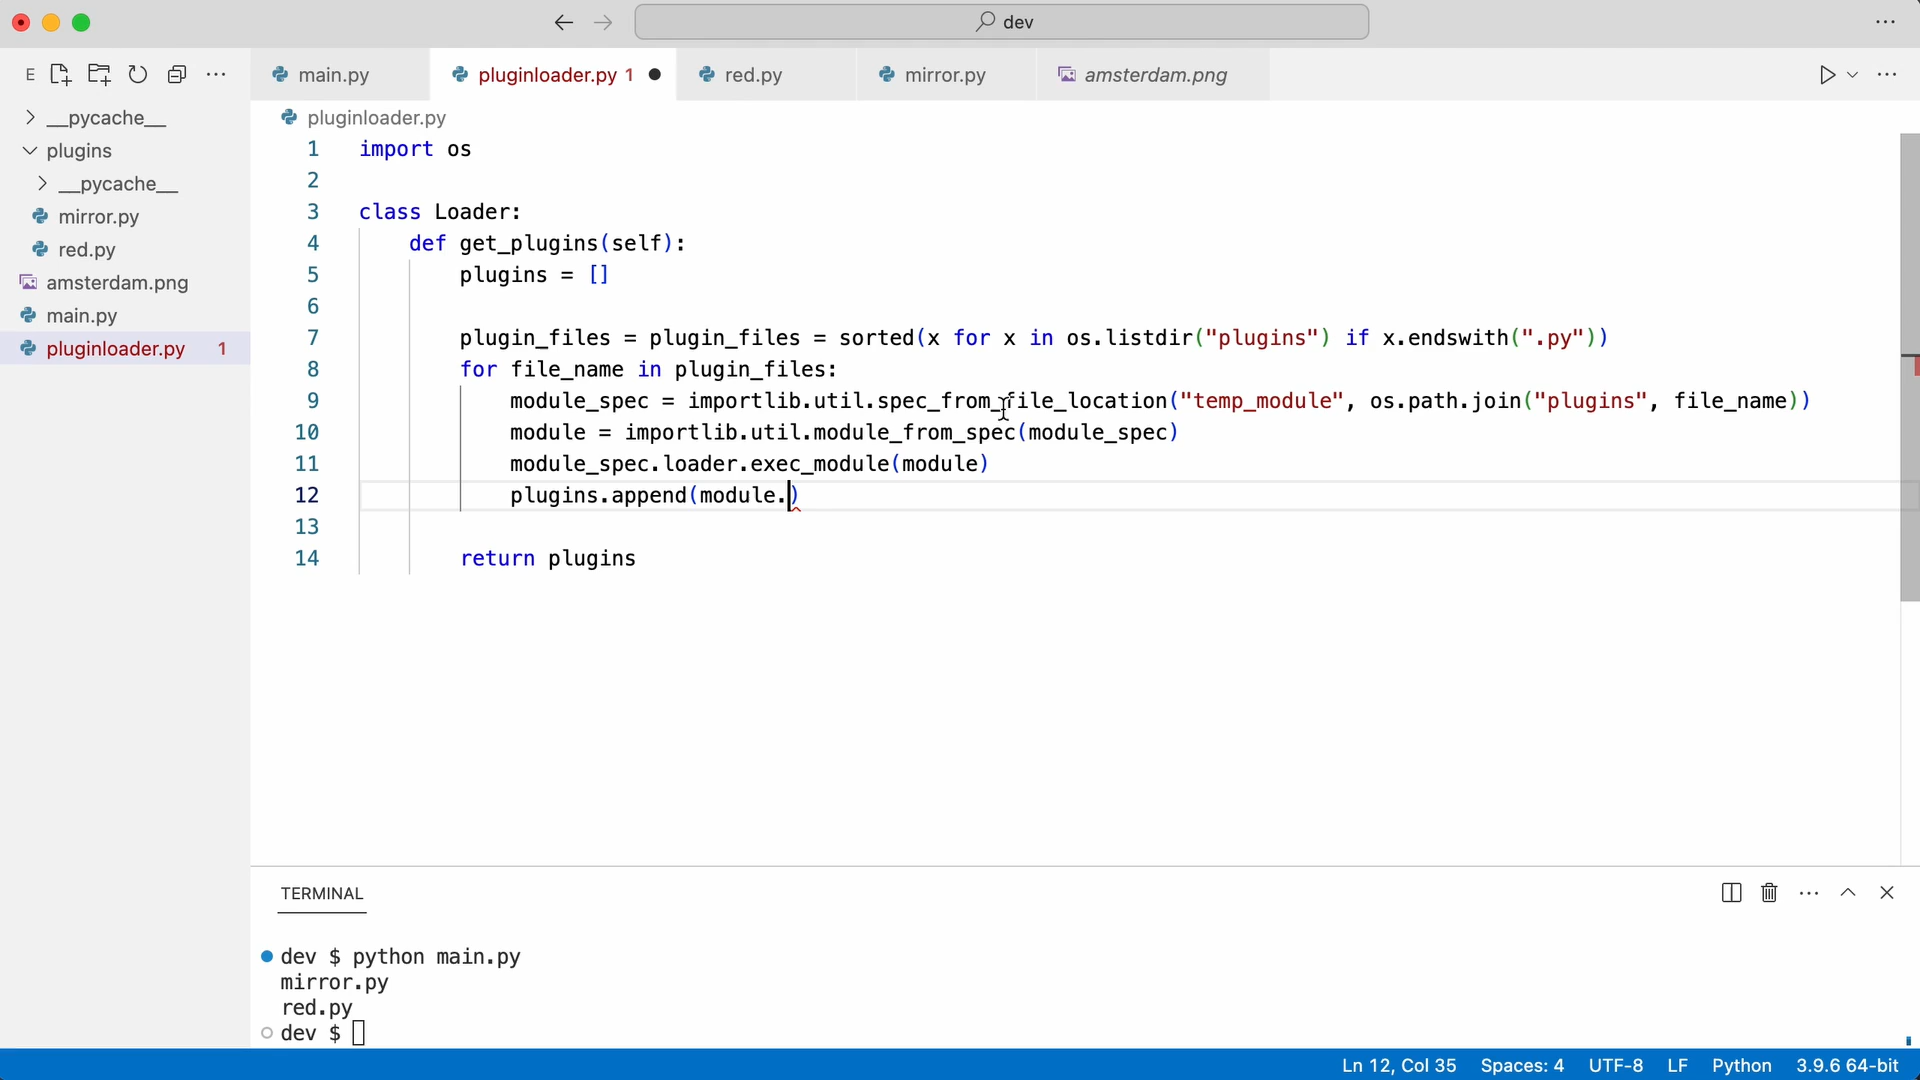 dev
E
main.py
pluginloader.py 1
red.py
mirror.py
amsterdam.png
__pycache__
plugins
__pycache__
mirror.py
red.py
amsterdam.png
main.py
pluginloader.py 1
pluginloader.py
1 import os
2
3 class Loader:
4 def get_plugins(self):
5 plugins = []
6
7 plugin_files = plugin_files = sorted(x for x in os.listdir("plugins") if x.endswith(".py"))
8 for file_name in plugin_files:
9 module_spec = importlib.util.spec_from_file_location("temp_module", os.path.join("plugins", file_name))
10 module = importlib.util.module_from_spec(module_spec)
11 module_spec.loader.exec_module(module)
12 plugins.append(module.)
13
14 return plugins
TERMINAL
dev $ python main.py
mirror.py
red.py
dev $
Ln 12, Col 35 Spaces: 4 UTF-8 LF Python 3.9.6 64-bit